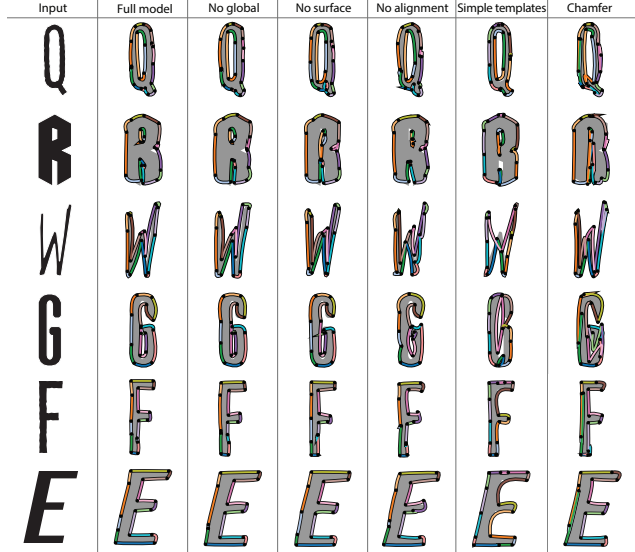 Input Full model No global No surface No alignment Simple templates Chamfer
Q Q Q Q Q Q Q
R R R R R R R
W W W W W W W
G G G G G G G
F F F F F F F
E E E E E E E